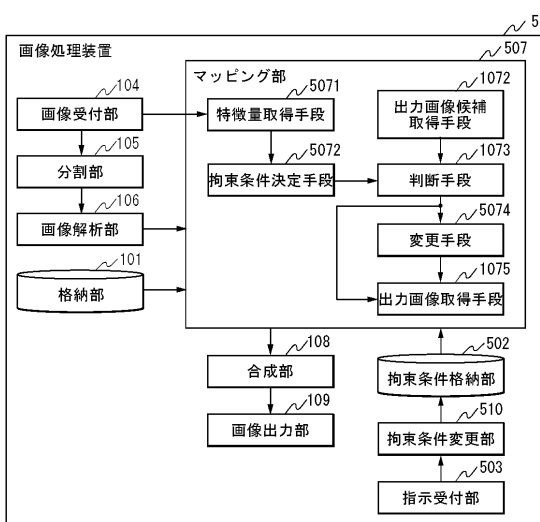 5
画像処理装置
507
マッピング部
104
画像受付部
5071
特徴量取得手段
1072
出力画像候補
取得手段
105
分割部
5072
拘束条件決定手段
1073
判断手段
106
画像解析部
5074
変更手段
101
格納部
1075
出力画像取得手段
108
合成部
502
拘束条件格納部
109
画像出力部
510
拘束条件変更部
503
指示受付部